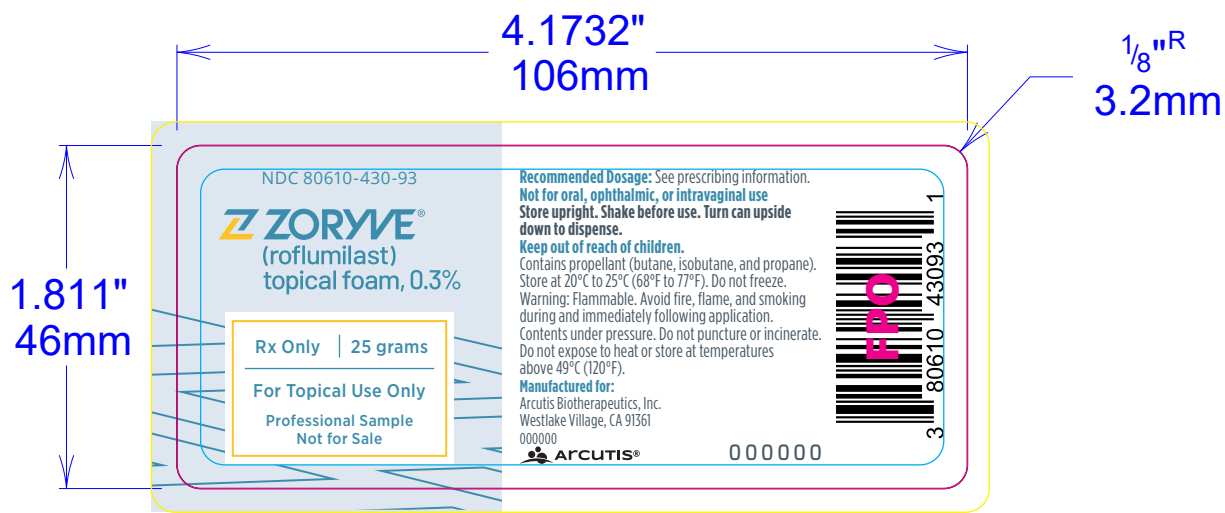 4.1732"
106mm
1/8"R
3.2mm
1.811"
46mm
NDC 80610-430-93
ZORYVE®
(roflumilast)
topical foam, 0.3%
Rx Only | 25 grams
For Topical Use Only
Professional Sample
Not for Sale
Recommended Dosage: See prescribing information.
Not for oral, ophthalmic, or intravaginal use
Store upright. Shake before use. Turn can upside
down to dispense.
Keep out of reach of children.
Contains propellant (butane, isobutane, and propane).
Store at 20°C to 25°C (68°F to 77°F). Do not freeze.
Warning: Flammable. Avoid fire, flame, and smoking
during and immediately following application.
Contents under pressure. Do not puncture or incinerate.
Do not expose to heat or store at temperatures
above 49°C (120°F).
Manufactured for:
Arcutis Biotherapeutics, Inc.
Westlake Village, CA 91361
000000
ARCUTIS®
000000
FPO
3 80610 43093 1